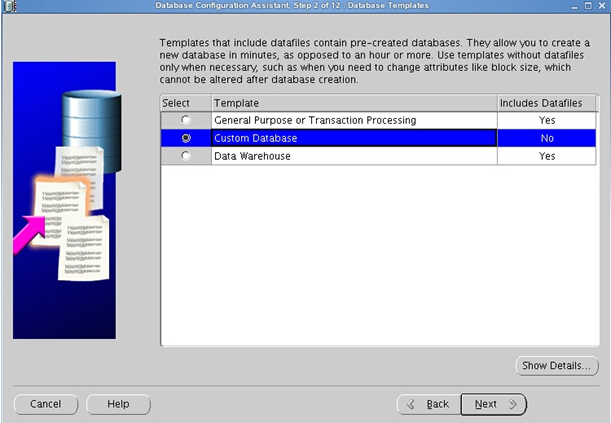 Database Configuration Assistant, Step 2 of 12 : Database Templates
Templates that include datafiles contain pre-created databases. They allow you to create a
new database in minutes, as opposed to an hour or more. Use templates without datafiles
only when necessary, such as when you need to change attributes like block size, which
cannot be altered after database creation.
Select Template Includes Datafiles
General Purpose or Transaction Processing Yes
Custom Database No
Data Warehouse Yes
Show Details...
Cancel Help Back Next